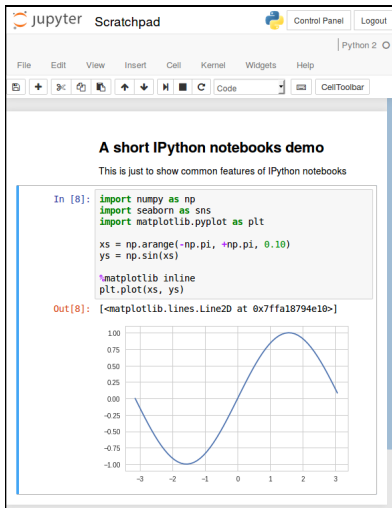 jupyter Scratchpad Control Panel Logout
Python 2
File Edit View Insert Cell Kernel Widgets Help
Code CellToolbar
A short IPython notebooks demo
This is just to show common features of IPython notebooks
In [8]: import numpy as np
import seaborn as sns
import matplotlib.pyplot as plt
xs = np.arange(-np.pi, +np.pi, 0.10)
ys = np.sin(xs)
%matplotlib inline
plt.plot(xs, ys)
Out[8]: [<matplotlib.lines.Line2D at 0x7ffa18794e10>]
1.00
0.75
0.50
0.25
0.00
−0.25
−0.50
−0.75
−1.00
−3 −2 −1 0 1 2 3